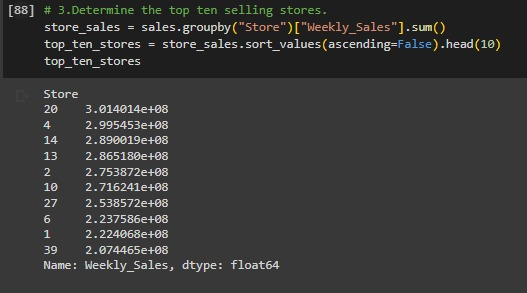 [88] # 3.Determine the top ten selling stores.
store_sales = sales.groupby("Store")["Weekly_Sales"].sum()
top_ten_stores = store_sales.sort_values(ascending=False).head(10)
top_ten_stores
Store
20    3.014014e+08
4     2.995453e+08
14    2.890019e+08
13    2.865180e+08
2     2.753872e+08
10    2.716241e+08
27    2.538572e+08
6     2.237586e+08
1     2.224068e+08
39    2.074465e+08
Name: Weekly_Sales, dtype: float64